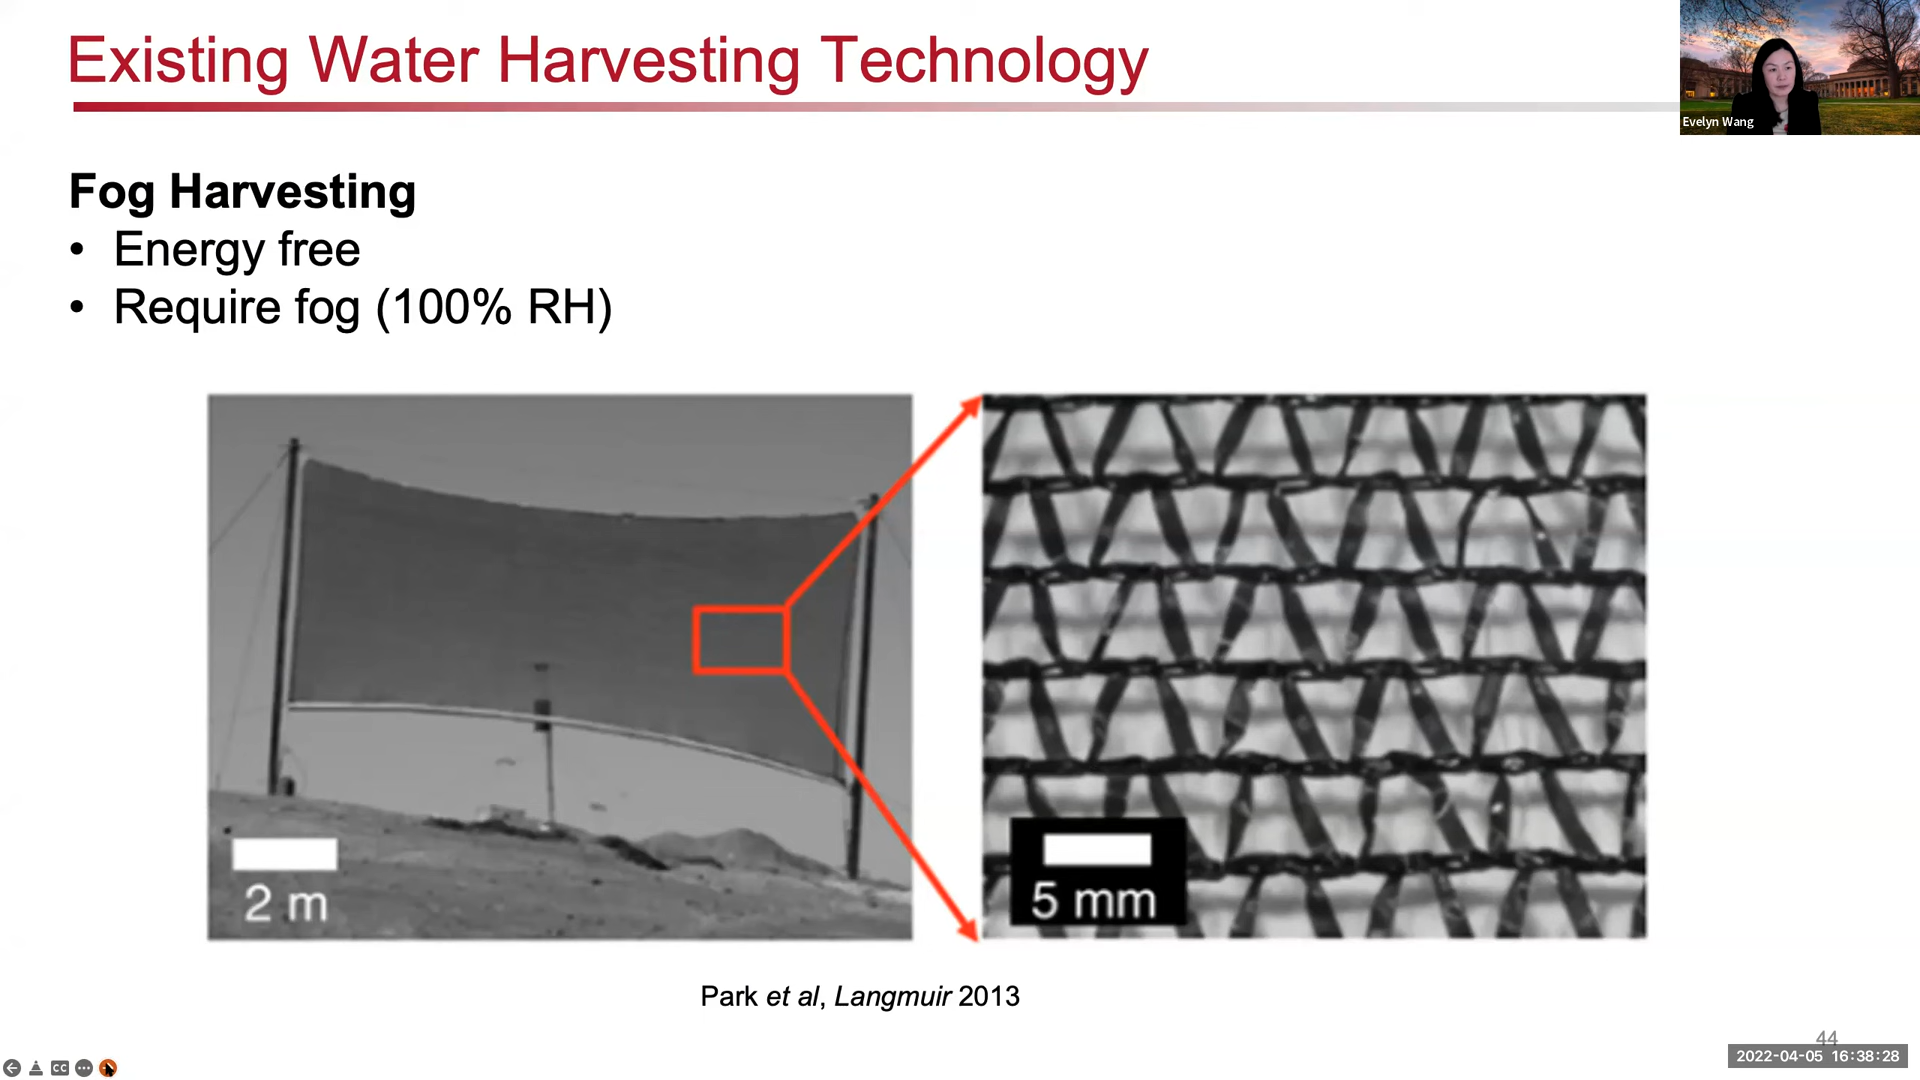 Existing Water Harvesting Technology
Evelyn Wang
Fog Harvesting
• Energy free
• Require fog (100% RH)
2 m
5 mm
Park et al, Langmuir 2013
44
2022-04-05 16:38:28
CC